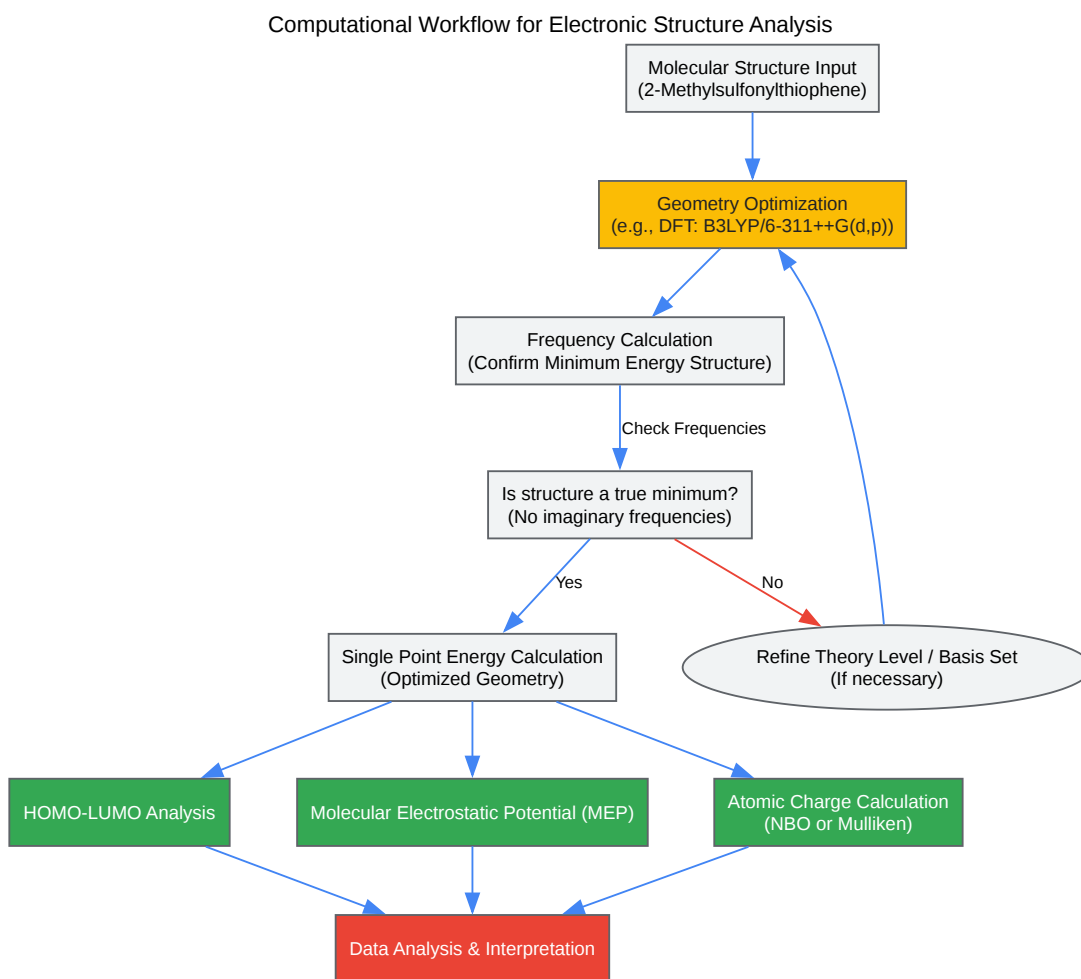 Computational Workflow for Electronic Structure Analysis
Molecular Structure Input
(2-Methylsulfonylthiophene)
Geometry Optimization
(e.g., DFT: B3LYP/6-311++G(d,p))
Frequency Calculation
(Confirm Minimum Energy Structure)
Check Frequencies
Is structure a true minimum?
(No imaginary frequencies)
Yes
No
Single Point Energy Calculation
(Optimized Geometry)
Refine Theory Level / Basis Set
(If necessary)
HOMO-LUMO Analysis
Molecular Electrostatic Potential (MEP)
Atomic Charge Calculation
(NBO or Mulliken)
Data Analysis & Interpretation